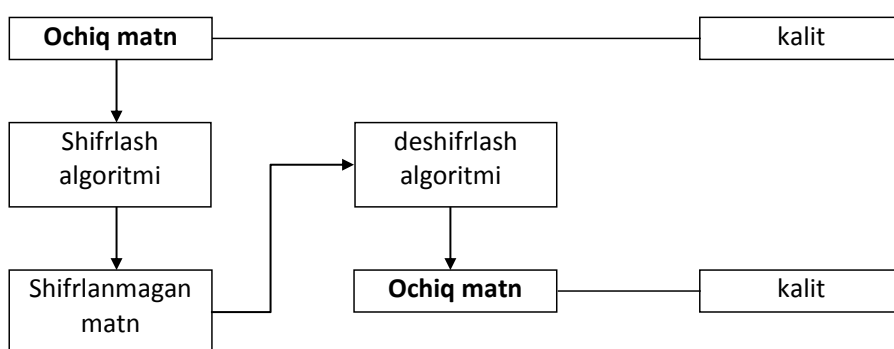 Ochiq matn
kalit
Shifrlash
algoritmi
deshifrlash
algoritmi
Shifrlanmagan
matn
Ochiq matn
kalit